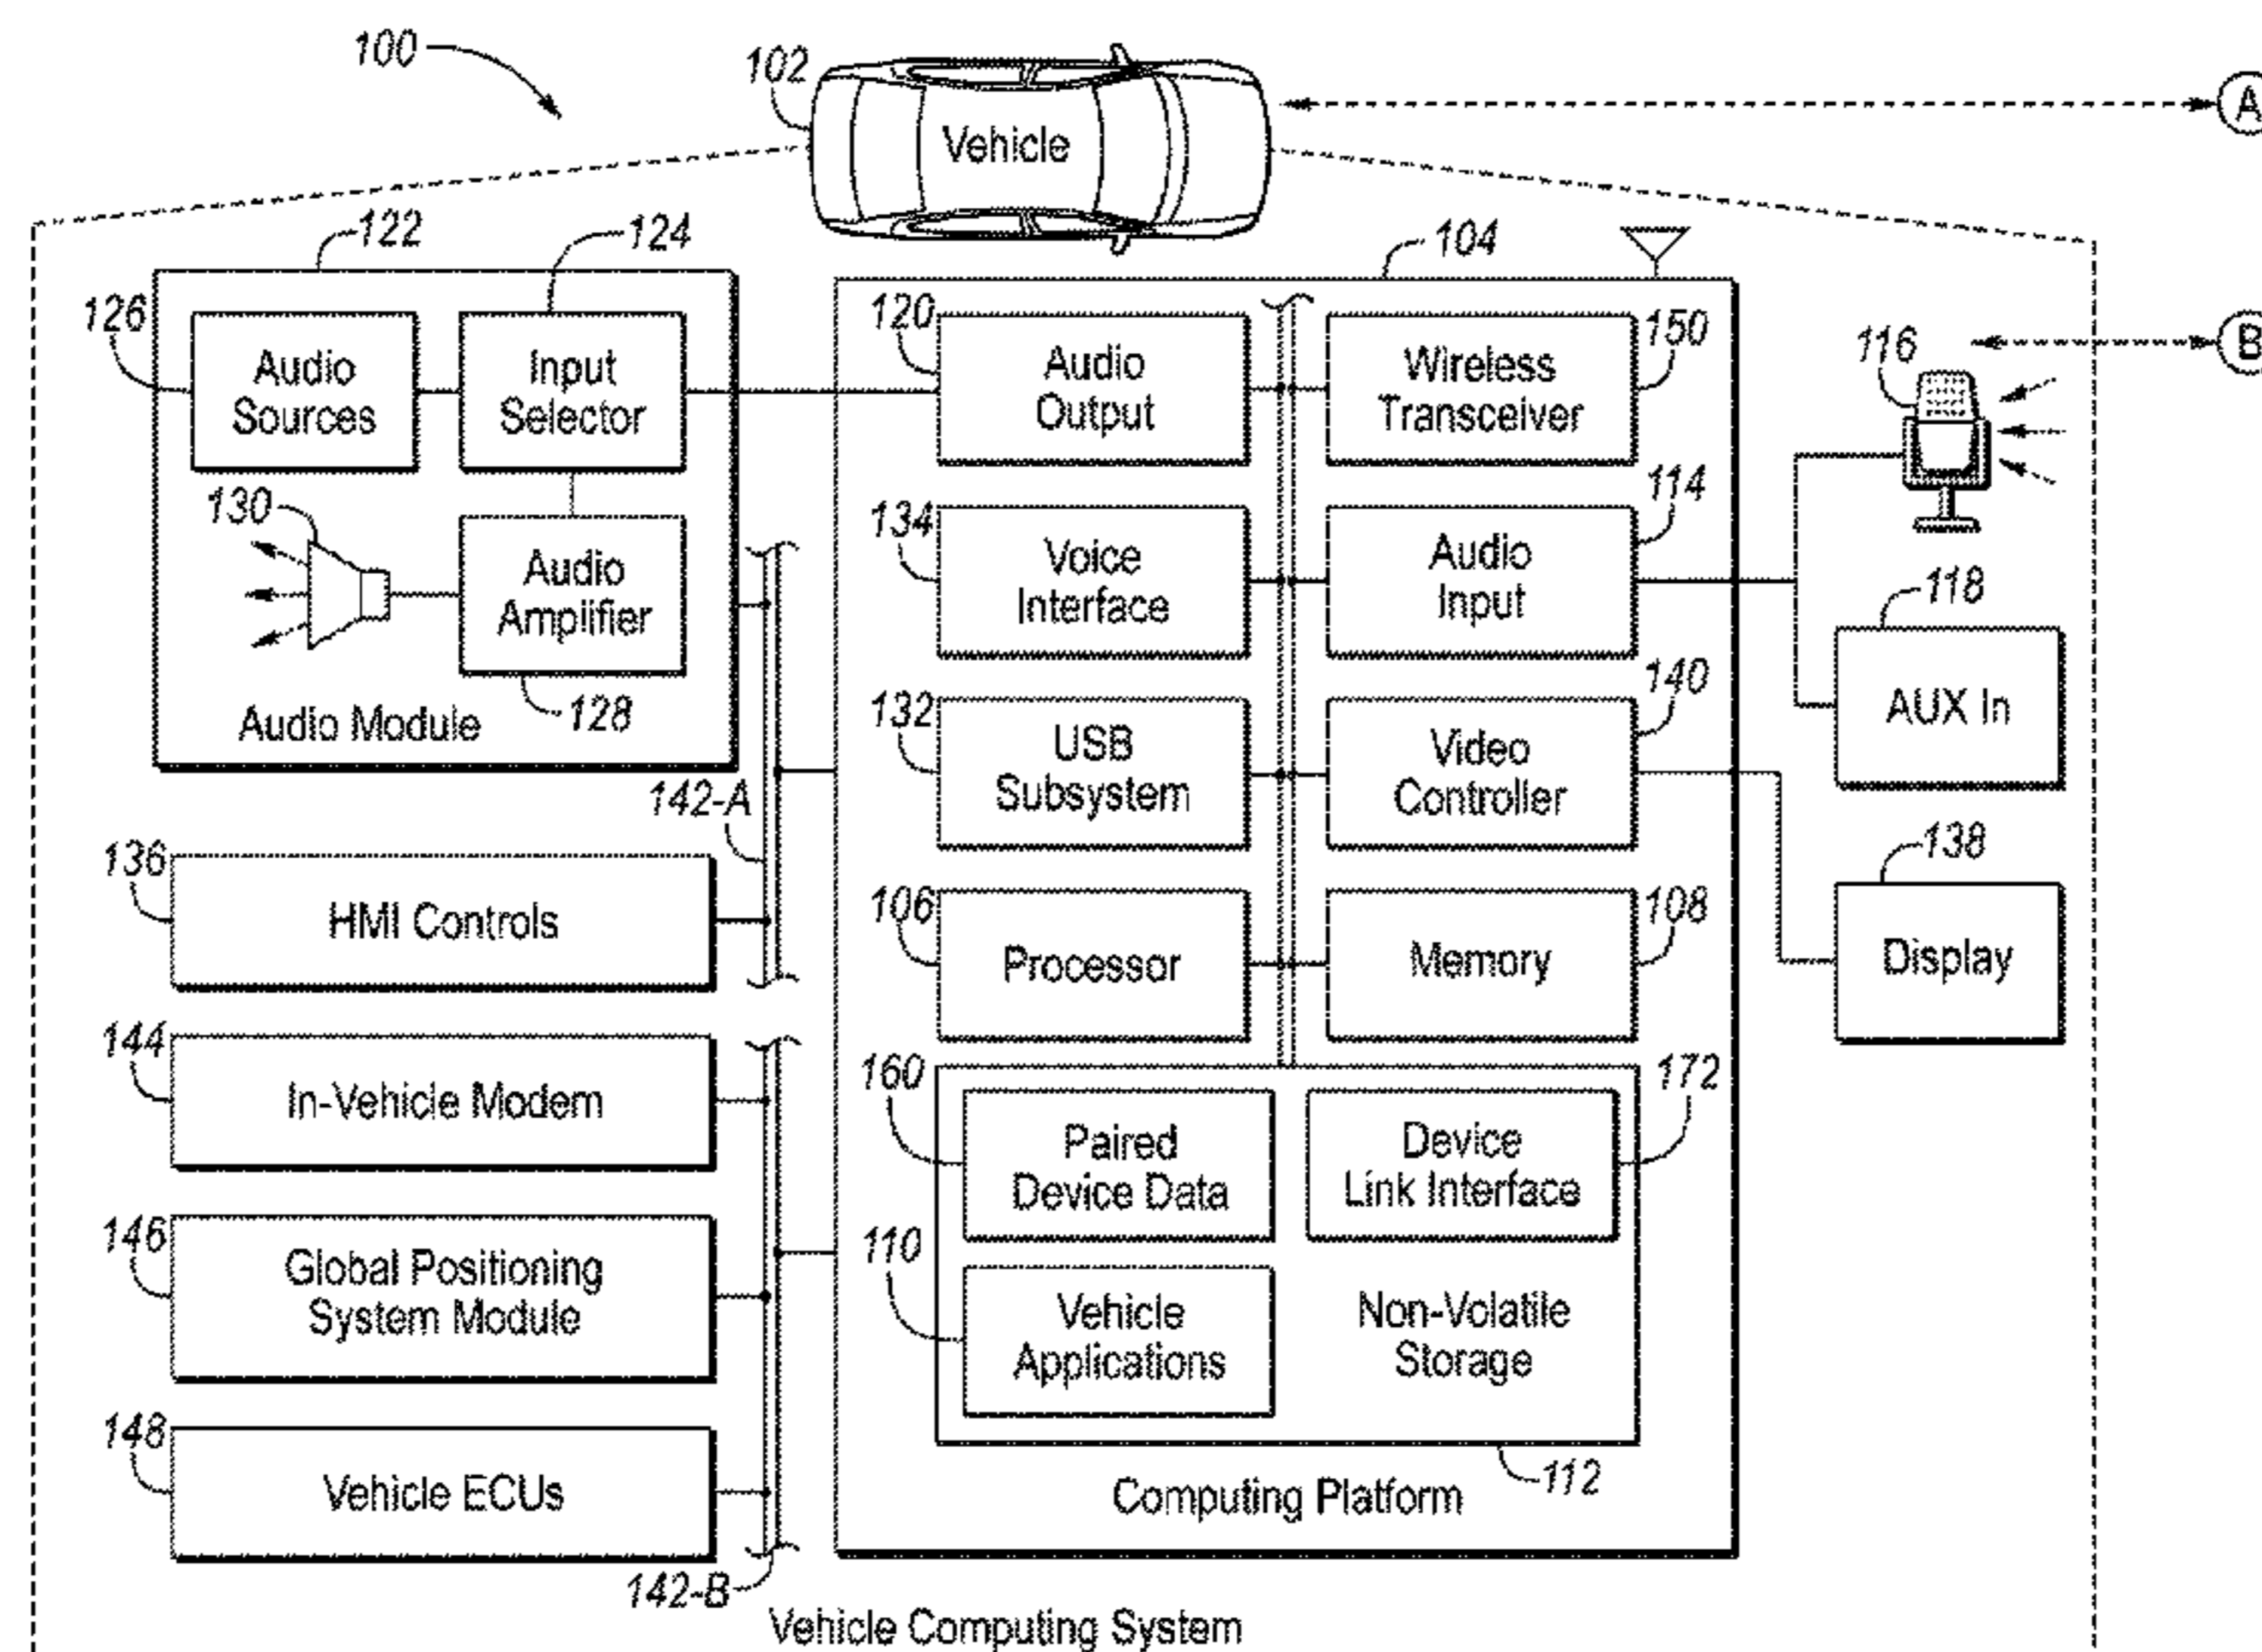 100
102
Vehicle
A
122
124
104
126
Audio
Sources
Input
Selector
120
Audio
Output
Wireless
Transceiver
150
116
B
130
Audio
Amplifier
128
Audio Module
134
Voice
Interface
Audio
Input
114
118
AUX In
132
USB
Subsystem
Video
Controller
140
142-A
136
HMI Controls
106
Processor
Memory
108
138
Display
144
In-Vehicle Modem
160
Paired
Device Data
Device
Link Interface
172
146
Global Positioning
System Module
110
Vehicle
Applications
Non-Volatile
Storage
148
Vehicle ECUs
112
Computing Platform
142-B
Vehicle Computing System